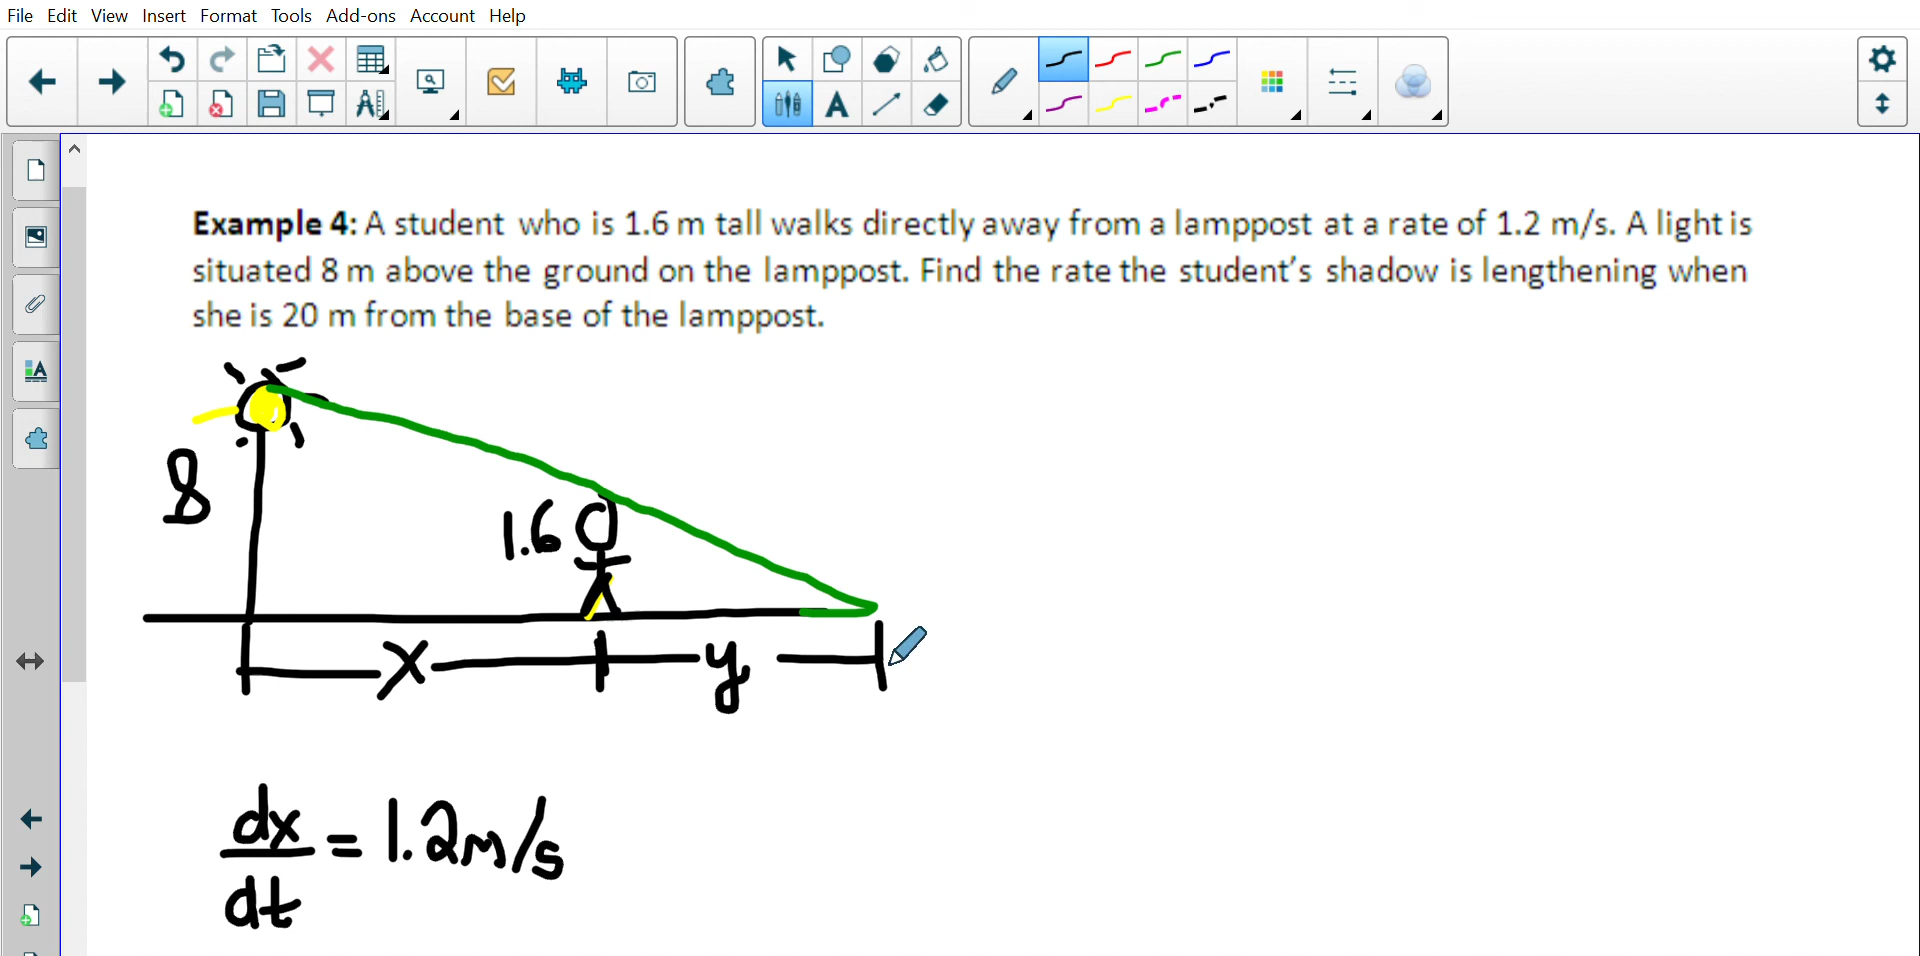 File Edit View Insert Format Tools Add-ons Account Help
Example 4: A student who is 1.6 m tall walks directly away from a lamppost at a rate of 1.2 m/s. A light is
situated 8 m above the ground on the lamppost. Find the rate the student's shadow is lengthening when
she is 20 m from the base of the lamppost.
8
1.6
x y
dx
= 1.2m/s
dt